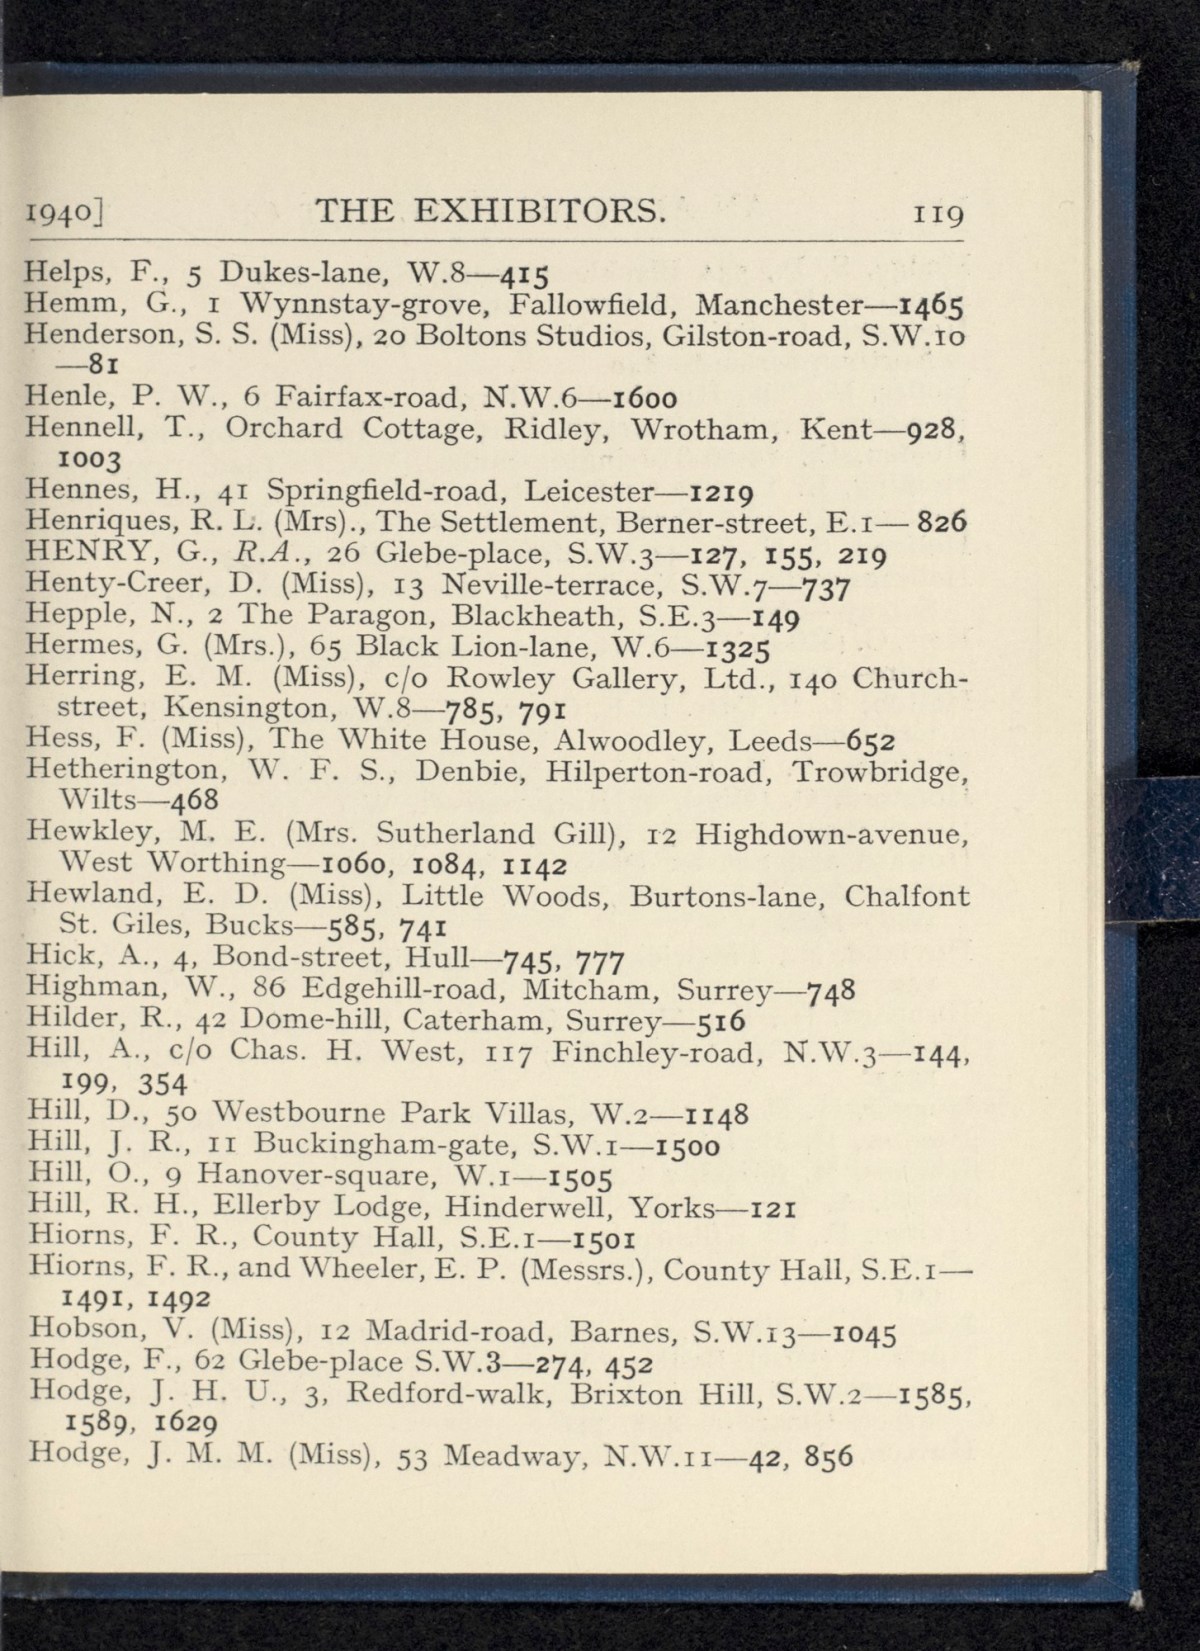 1940] THE EXHIBITORS. 119
Helps, F., 5 Dukes-lane, W.8—415
Hemm, G., 1 Wynnstay-grove, Fallowfield, Manchester—1465
Henderson, S. S. (Miss), 20 Boltons Studios, Gilston-road, S.W.10
—81
Henle, P. W., 6 Fairfax-road, N.W.6—1600
Hennell, T., Orchard Cottage, Ridley, Wrotham, Kent—928,
1003
Hennes, H., 41 Springfield-road, Leicester—1219
Henriques, R. L. (Mrs)., The Settlement, Berner-street, E.1— 826
HENRY, G., R.A., 26 Glebe-place, S.W.3—127, 155, 219
Henty-Creer, D. (Miss), 13 Neville-terrace, S.W.7—737
Hepple, N., 2 The Paragon, Blackheath, S.E.3—149
Hermes, G. (Mrs.), 65 Black Lion-lane, W.6—1325
Herring, E. M. (Miss), c/o Rowley Gallery, Ltd., 140 Church-
street, Kensington, W.8—785, 791
Hess, F. (Miss), The White House, Alwoodley, Leeds—652
Hetherington, W. F. S., Denbie, Hilperton-road, Trowbridge,
Wilts—468
Hewkley, M. E. (Mrs. Sutherland Gill), 12 Highdown-avenue,
West Worthing—1060, 1084, 1142
Hewland, E. D. (Miss), Little Woods, Burtons-lane, Chalfont
St. Giles, Bucks—585, 741
Hick, A., 4, Bond-street, Hull—745, 777
Highman, W., 86 Edgehill-road, Mitcham, Surrey—748
Hilder, R., 42 Dome-hill, Caterham, Surrey—516
Hill, A., c/o Chas. H. West, 117 Finchley-road, N.W.3—144,
199, 354
Hill, D., 50 Westbourne Park Villas, W.2—1148
Hill, J. R., 11 Buckingham-gate, S.W.1—1500
Hill, O., 9 Hanover-square, W.1—1505
Hill, R. H., Ellerby Lodge, Hinderwell, Yorks—121
Hiorns, F. R., County Hall, S.E.1—1501
Hiorns, F. R., and Wheeler, E. P. (Messrs.), County Hall, S.E.1—
1491, 1492
Hobson, V. (Miss), 12 Madrid-road, Barnes, S.W.13—1045
Hodge, F., 62 Glebe-place S.W.3—274, 452
Hodge, J. H. U., 3, Redford-walk, Brixton Hill, S.W.2—1585,
1589, 1629
Hodge, J. M. M. (Miss), 53 Meadway, N.W.11—42, 856